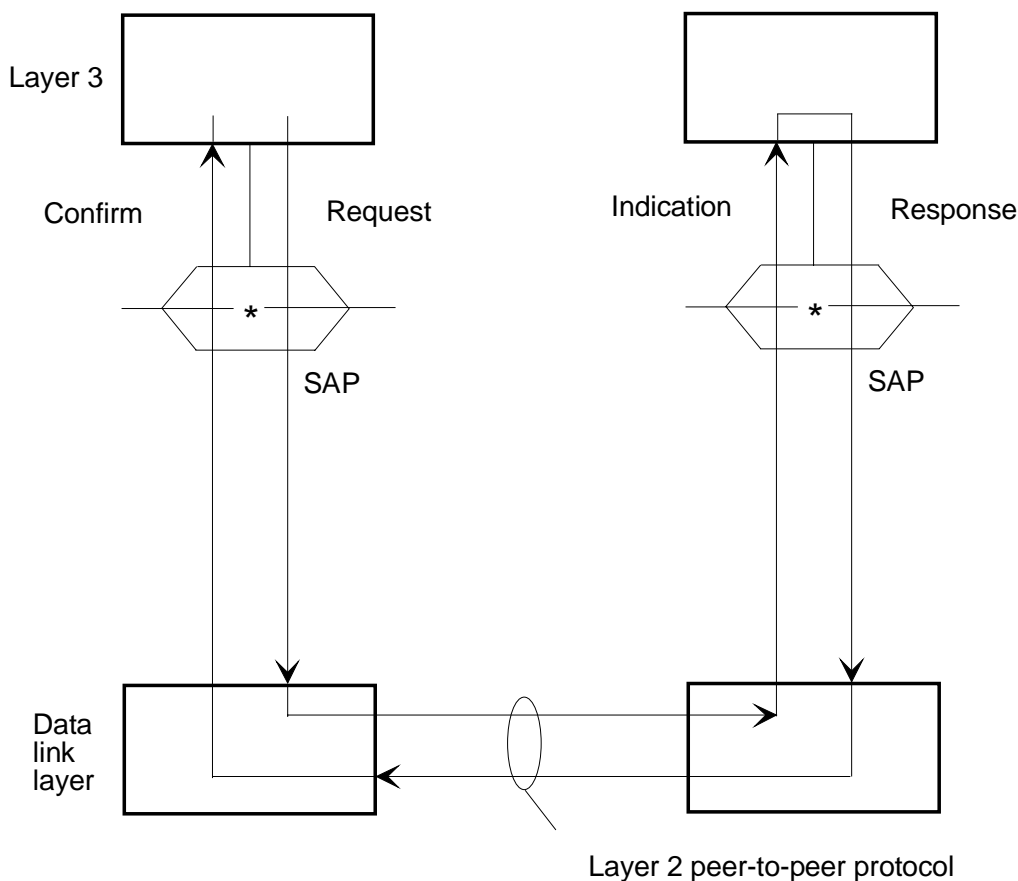 Layer 3
Confirm
Request
Indication
Response
*
*
SAP
SAP
Data
link
layer
Layer 2 peer-to-peer protocol